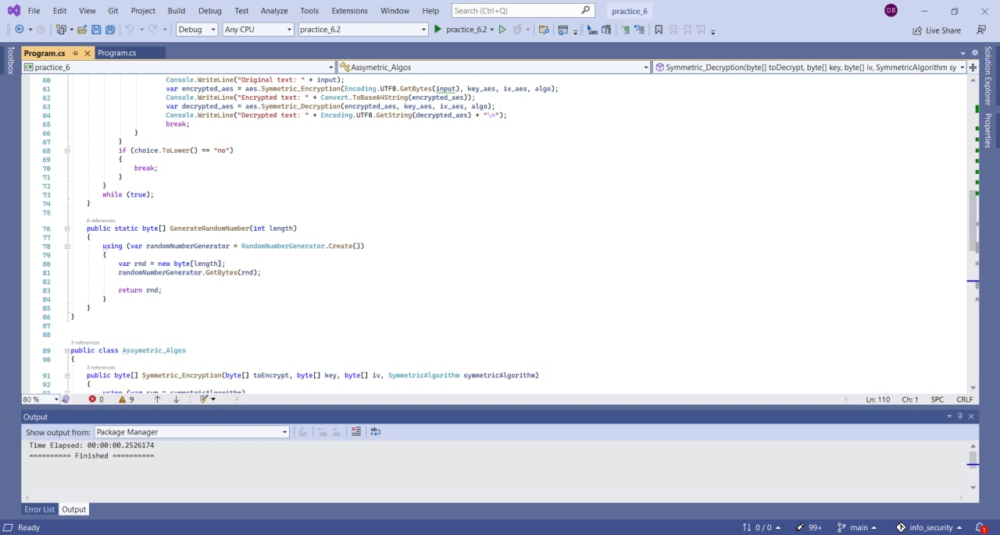 File Edit View Git Project Build Debug Test Analyze Tools Extensions Window Help Search (Ctrl+Q) practice_6 DB
Debug Any CPU practice_6.2 practice_6.2 Live Share
Toolbox
Program.cs Program.cs
practice_6 Assymetric_Algos Symmetric_Decryption(byte[] toDecrypt, byte[] key, byte[] iv, SymmetricAlgorithm sy
60 Console.WriteLine("Original text: " + input);
61 var encrypted_aes = aes.Symmetric_Encryption(Encoding.UTF8.GetBytes(input), key_aes, iv_aes, algo);
62 Console.WriteLine("Encrypted text: " + Convert.ToBase64String(encrypted_aes));
63 var decrypted_aes = aes.Symmetric_Decryption(encrypted_aes, key_aes, iv_aes, algo);
64 Console.WriteLine("Decrypted text: " + Encoding.UTF8.GetString(decrypted_aes) + "\n");
65 break;
66 }
67 }
68 if (choice.ToLower() == "no")
69 {
70 break;
71 }
72 }
73 while (true);
74 }
75
6 references
76 public static byte[] GenerateRandomNumber(int length)
77 {
78 using (var randomNumberGenerator = RandomNumberGenerator.Create())
79 {
80 var rnd = new byte[length];
81 randomNumberGenerator.GetBytes(rnd);
82
83 return rnd;
84 }
85 }
86 }
87
88
3 references
89 public class Assymetric_Algos
90 {
3 references
91 public byte[] Symmetric_Encryption(byte[] toEncrypt, byte[] key, byte[] iv, SymmetricAlgorithm symmetricAlgorithm)
92 {
93 using (var sym = symmetricAlgorithm)
80 % 0 9 Ln: 110 Ch: 1 SPC CRLF
Solution Explorer
Properties
Output
Show output from: Package Manager
Time Elapsed: 00:00:00.2526174
========== Finished ==========
Error List Output
Ready 0 / 0 99+ main info_security 1